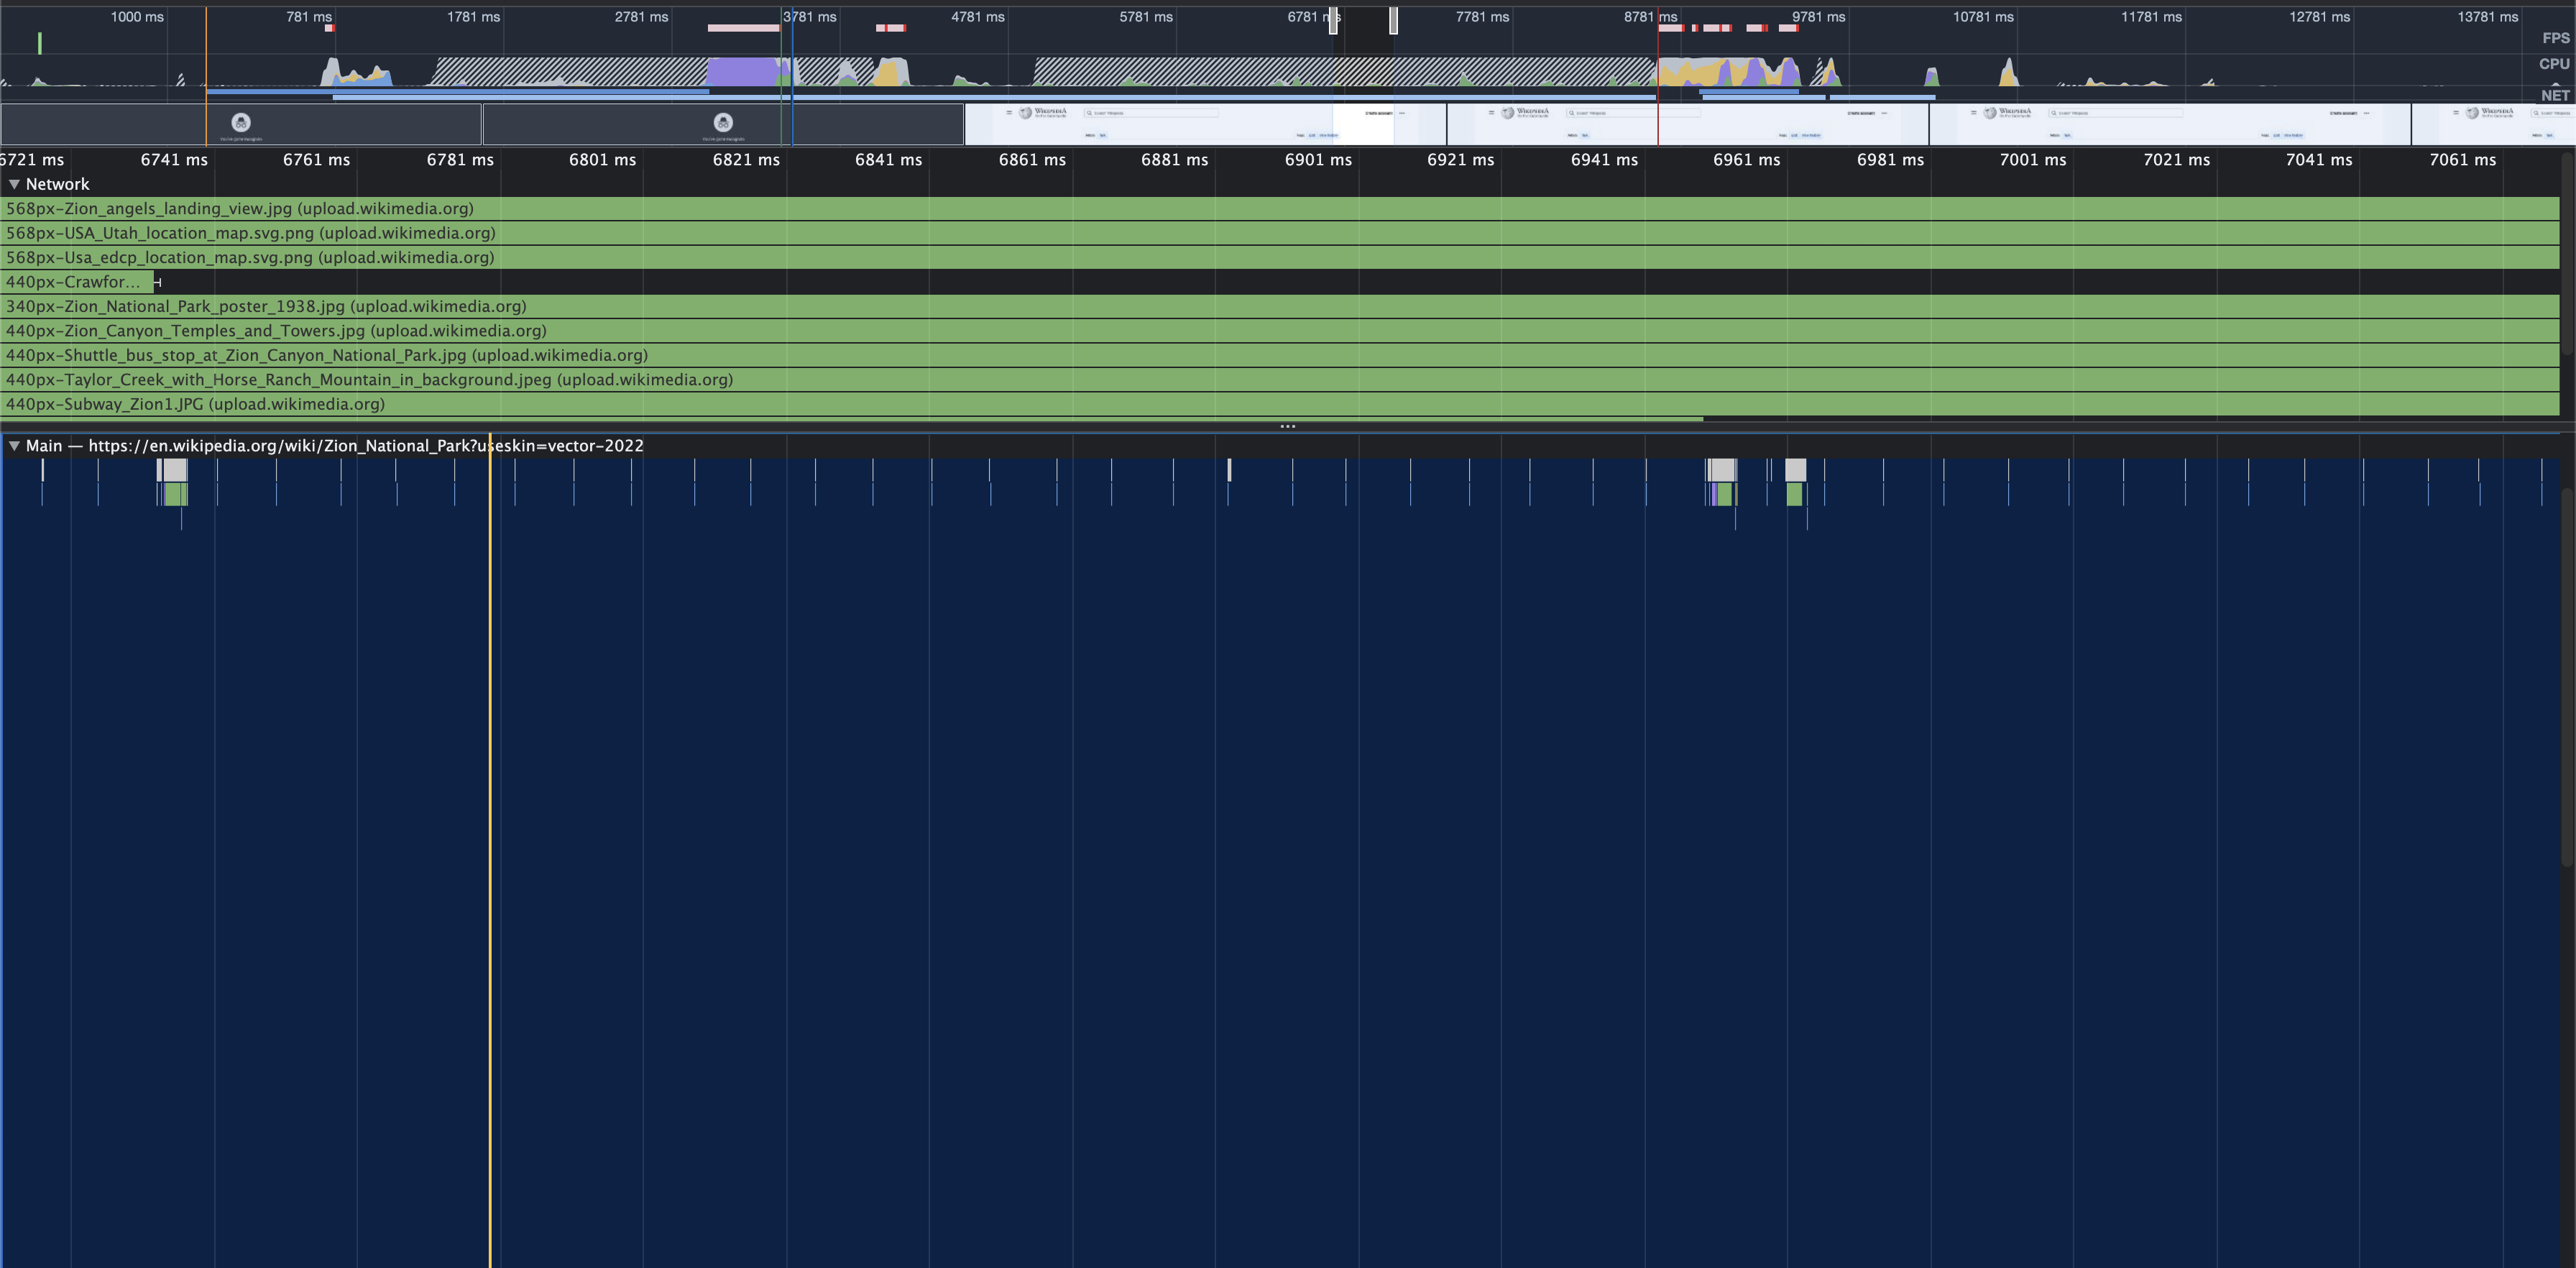 1000 ms 781 ms 1781 ms 2781 ms 3781 ms 4781 ms 5781 ms 6781 ms 7781 ms 8781 ms 9781 ms 10781 ms 11781 ms 12781 ms 13781 ms
FPS
CPU
NET
6721 ms 6741 ms 6761 ms 6781 ms 6801 ms 6821 ms 6841 ms 6861 ms 6881 ms 6901 ms 6921 ms 6941 ms 6961 ms 6981 ms 7001 ms 7021 ms 7041 ms 7061 ms
Network
568px-Zion_angels_landing_view.jpg (upload.wikimedia.org)
568px-USA_Utah_location_map.svg.png (upload.wikimedia.org)
568px-Usa_edcp_location_map.svg.png (upload.wikimedia.org)
440px-Crawfor…
340px-Zion_National_Park_poster_1938.jpg (upload.wikimedia.org)
440px-Zion_Canyon_Temples_and_Towers.jpg (upload.wikimedia.org)
440px-Shuttle_bus_stop_at_Zion_Canyon_National_Park.jpg (upload.wikimedia.org)
440px-Taylor_Creek_with_Horse_Ranch_Mountain_in_background.jpeg (upload.wikimedia.org)
440px-Subway_Zion1.JPG (upload.wikimedia.org)
Main — https://en.wikipedia.org/wiki/Zion_National_Park?useskin=vector-2022